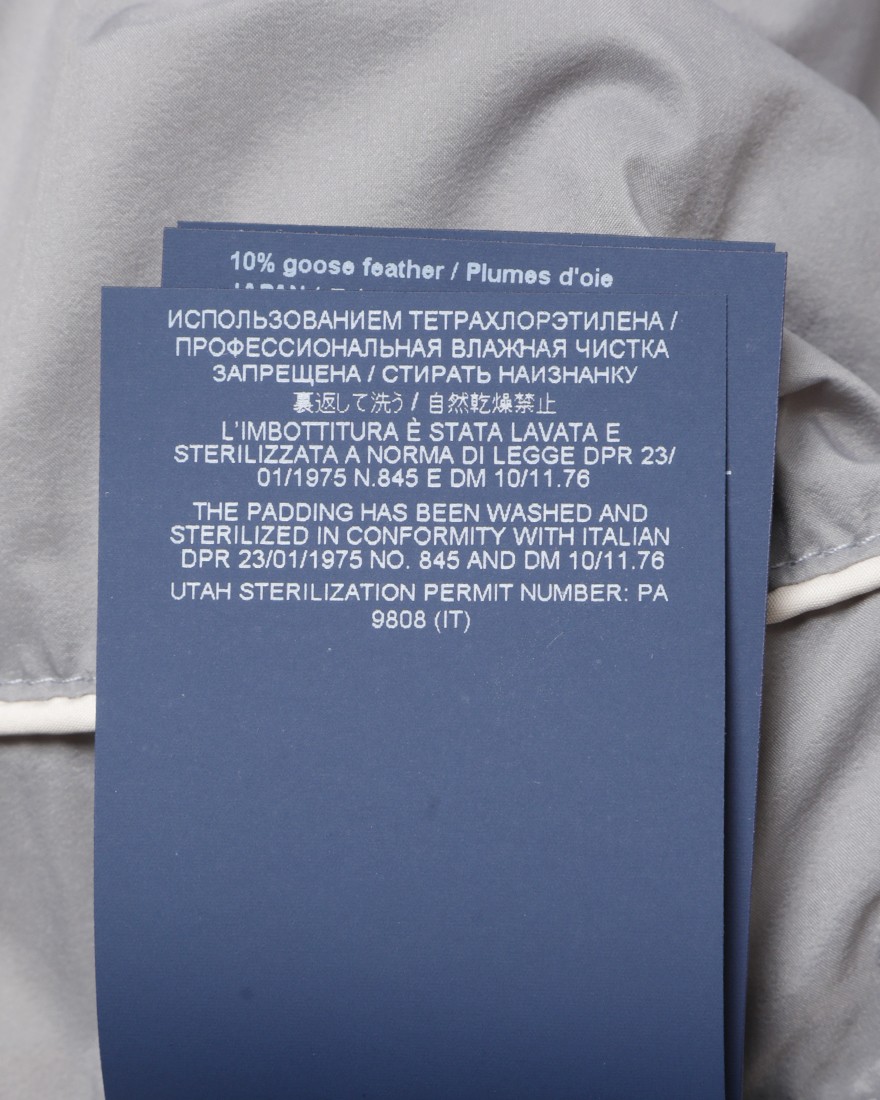 10% goose feather / Plumes d'oie
ИСПОЛЬЗОВАНИЕМ ТЕТРАХЛОРЭТИЛЕНА /
ПРОФЕССИОНАЛЬНАЯ ВЛАЖНАЯ ЧИСТКА
ЗАПРЕЩЕНА / СТИРАТЬ НАИЗНАНКУ
裏返して洗う / 自然乾燥禁止
L'IMBOTTITURA È STATA LAVATA E
STERILIZZATA A NORMA DI LEGGE DPR 23/
01/1975 N.845 E DM 10/11.76
THE PADDING HAS BEEN WASHED AND
STERILIZED IN CONFORMITY WITH ITALIAN
DPR 23/01/1975 NO. 845 AND DM 10/11.76
UTAH STERILIZATION PERMIT NUMBER: PA
9808 (IT)